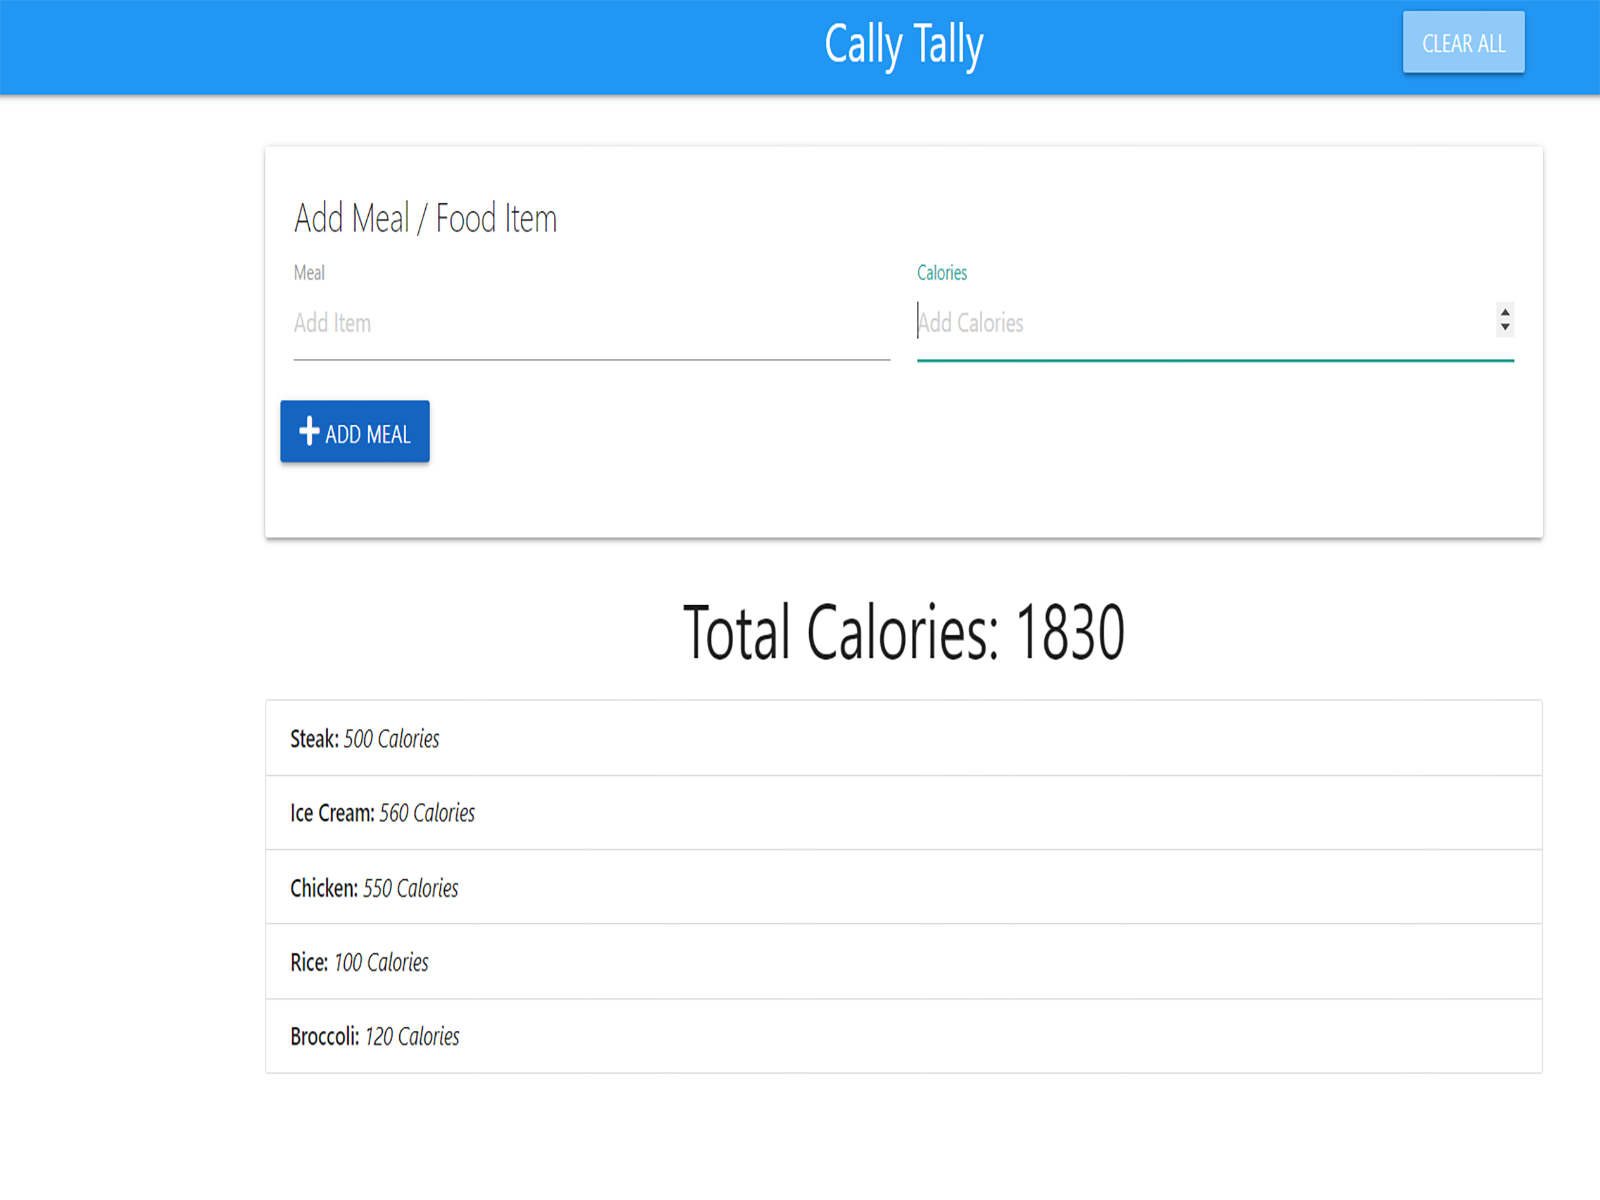 Cally Tally
CLEAR ALL
Add Meal / Food Item
Meal
Calories
Add Item
Add Calories
ADD MEAL
Total Calories: 1830
Steak: 500 Calories
Ice Cream: 560 Calories
Chicken: 550 Calories
Rice: 100 Calories
Broccoli: 120 Calories